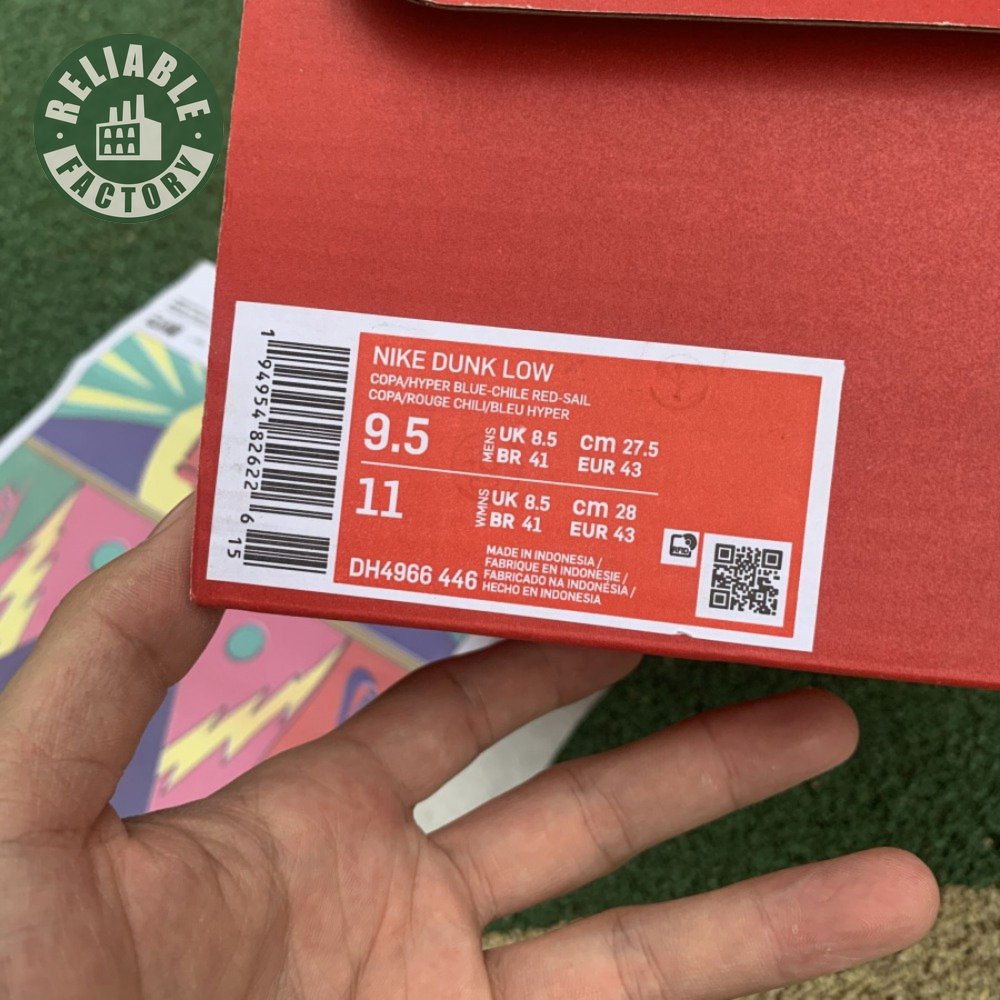 RELIABLE
FACTORY
NIKE DUNK LOW
COPA/HYPER BLUE-CHILE RED-SAIL
COPA/ROUGE CHILI/BLEU HYPER
9.5
MENS
UK 8.5 cm 27.5
BR 41 EUR 43
11
WMNS
UK 8.5 cm 28
BR 41 EUR 43
DH4966 446
MADE IN INDONESIA /
FABRIQUE EN INDONESIE /
FABRICADO NA INDONÉSIA /
HECHO EN INDONESIA
1 94954 82622 6 15